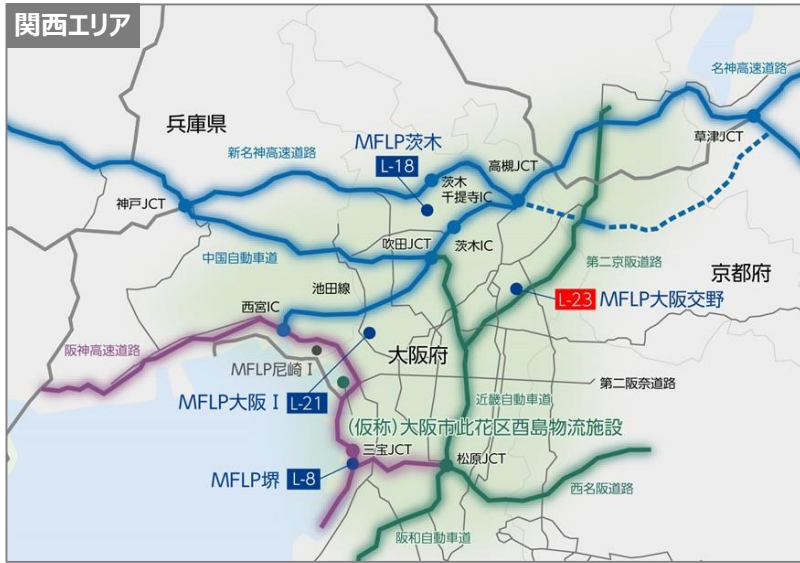 関西エリア
名神高速道路
兵庫県
MFLP茨木
L-18
新名神高速道路
高槻JCT
草津JCT
茨木
千提寺IC
神戸JCT
吹田JCT
茨木IC
中国自動車道
第二京阪道路
京都府
池田線
L-23 MFLP大阪交野
西宮IC
阪神高速道路
大阪府
MFLP尼崎Ⅰ
第二阪奈道路
MFLP大阪Ⅰ L-21
近畿自動車道
(仮称)大阪市此花区酉島物流施設
三宝JCT
松原JCT
MFLP堺 L-8
西名阪道路
阪和自動車道